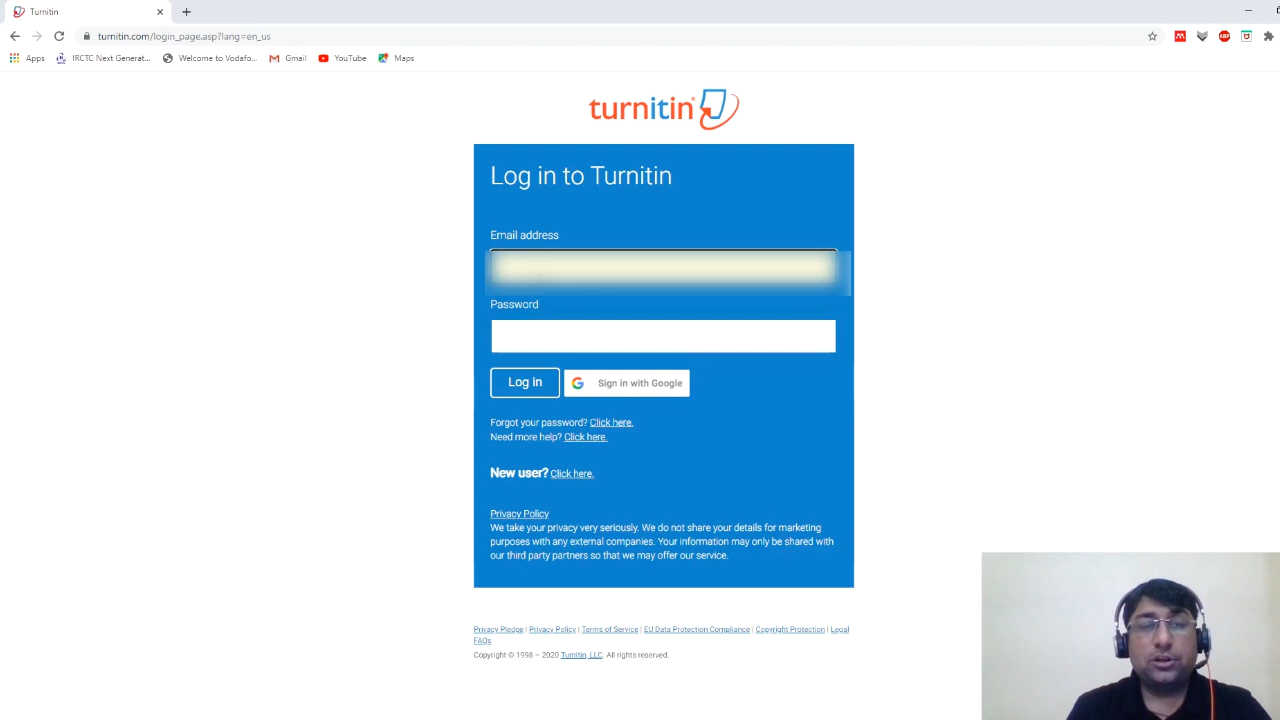 Turnitin
turnitin.com/login_page.asp?lang=en_us
Apps IRCTC Next Generat... Welcome to Vodafo... Gmail YouTube Maps
turnitin
Log in to Turnitin
Email address
Password
Log in Sign in with Google
Forgot your password? Click here.
Need more help? Click here.
New user? Click here.
Privacy Policy
We take your privacy very seriously. We do not share your details for marketing
purposes with any external companies. Your information may only be shared with
our third party partners so that we may offer our service.
Privacy Pledge | Privacy Policy | Terms of Service | EU Data Protection Compliance | Copyright Protection | Legal
FAQs
Copyright © 1998 – 2020 Turnitin, LLC. All rights reserved.